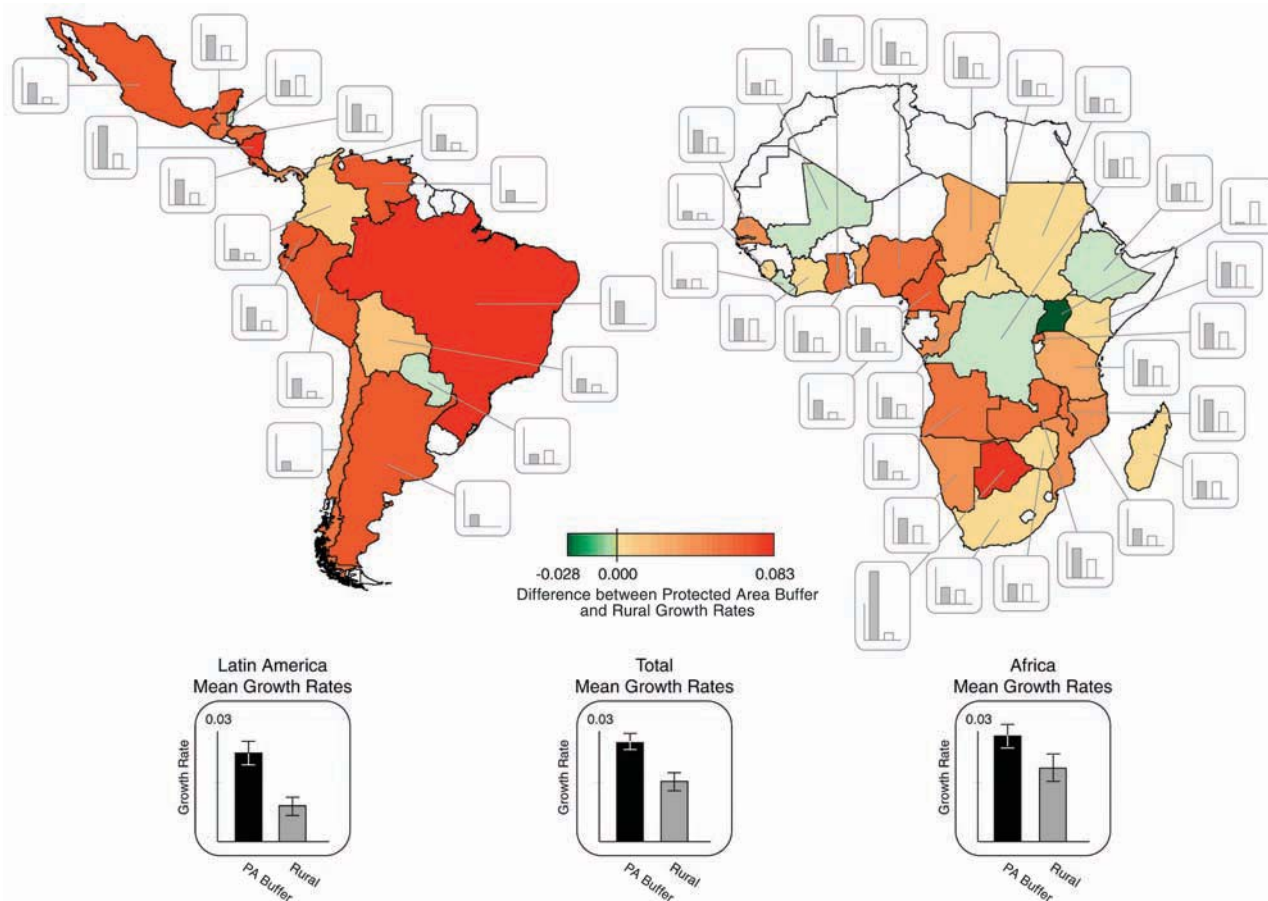 -0.028 0.000 0.083
Difference between Protected Area Buffer
and Rural Growth Rates
Latin America
Mean Growth Rates
0.03
Growth Rate
PA Buffer
Rural
Total
Mean Growth Rates
0.03
Growth Rate
PA Buffer
Rural
Africa
Mean Growth Rates
0.03
Growth Rate
PA Buffer
Rural